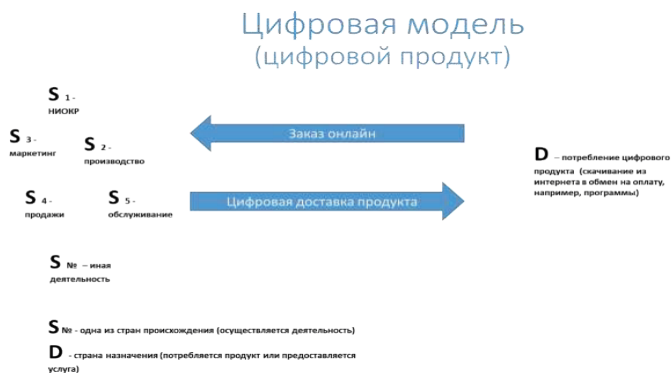 Цифровая модель
(цифровой продукт)
S 1 -
НИОКР
S 3 -
маркетинг
S 2 -
производство
Заказ онлайн
D – потребление цифрового
продукта (скачивание из
интернета в обмен на оплату,
например, программы)
S 4 -
продажи
S 5 -
обслуживание
Цифровая доставка продукта
S № – иная
деятельность
S № - одна из стран происхождения (осуществляется деятельность)
D - страна назначения (потребляется продукт или предоставляется
услуга)